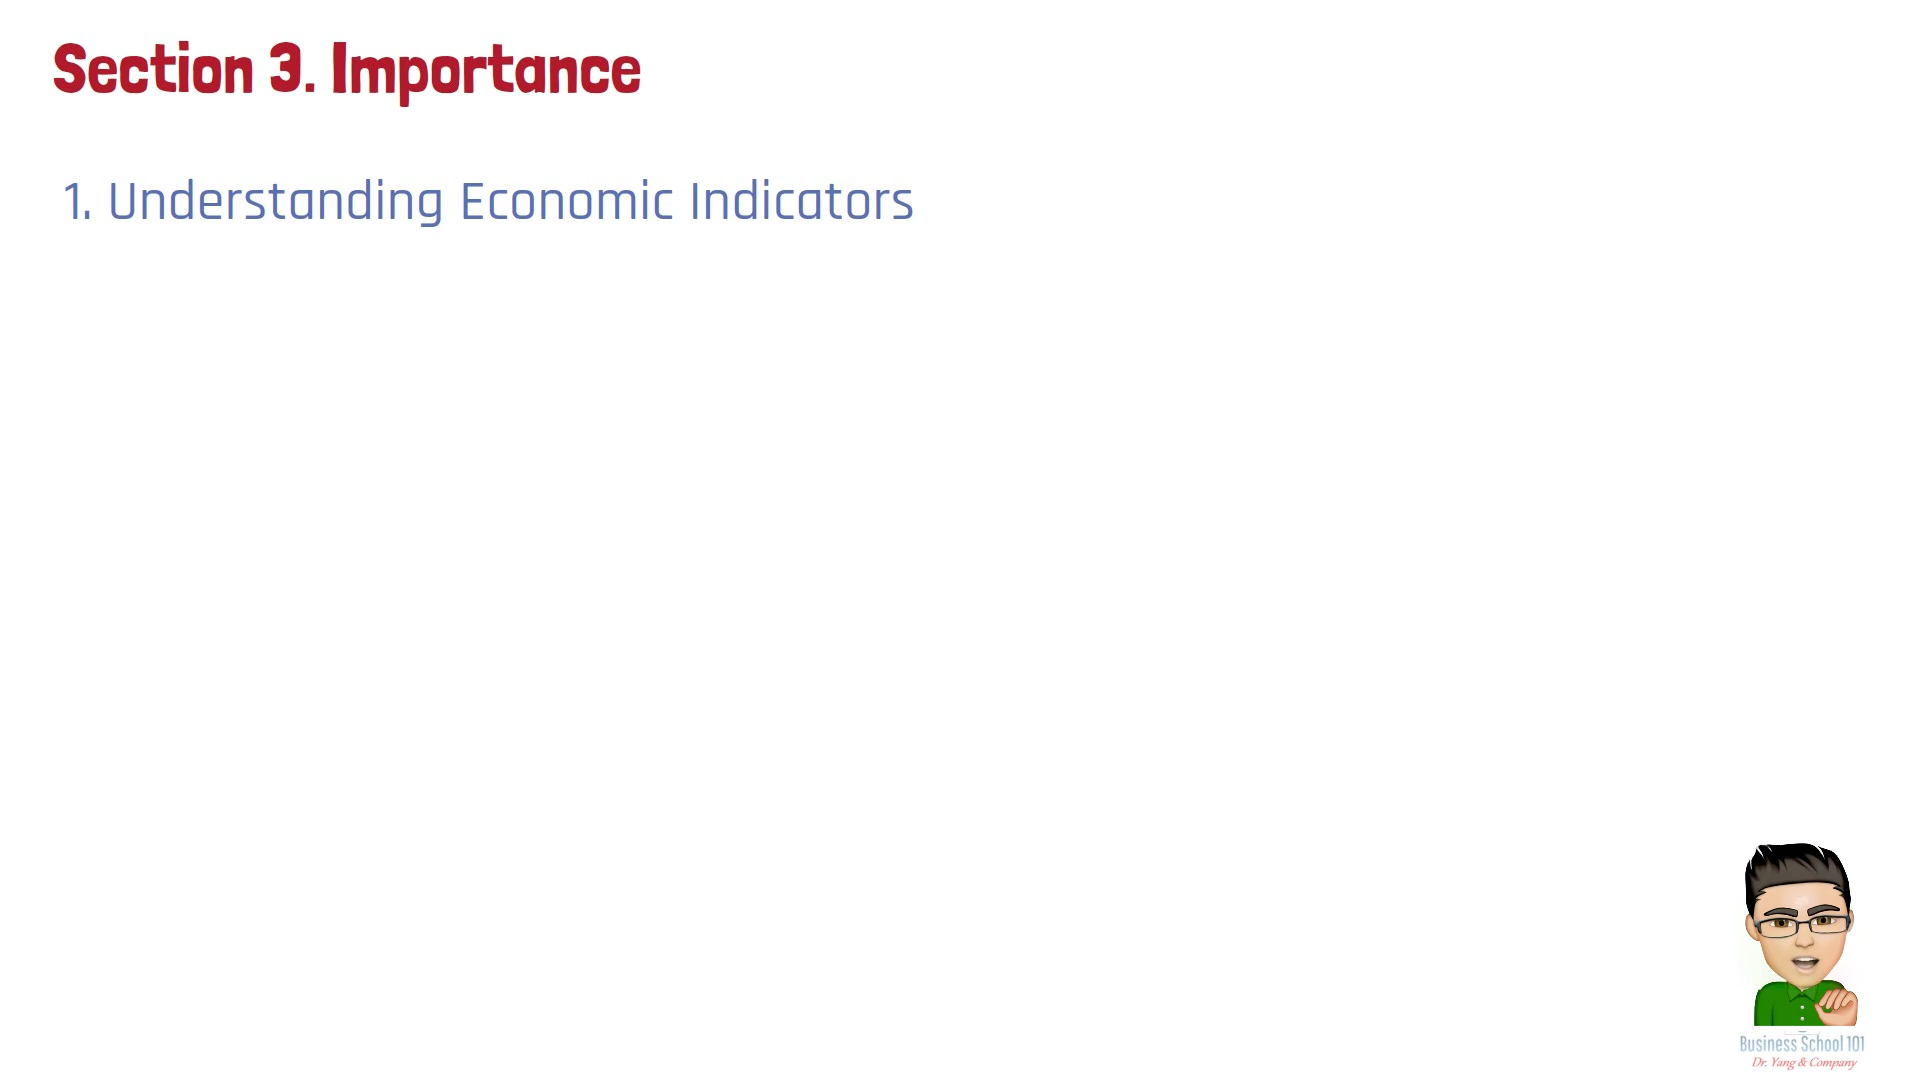 Section 3. Importance
1. Understanding Economic Indicators
Business School 101
Dr. Yang & Company